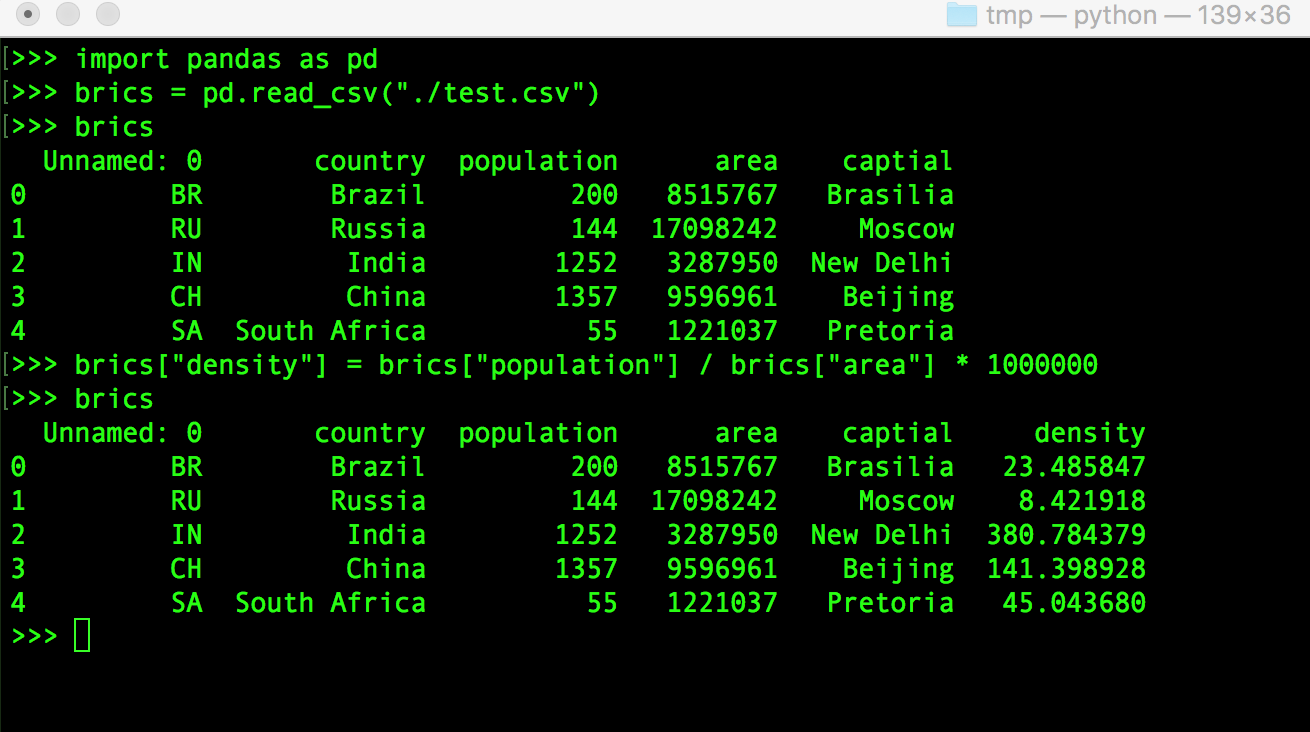 tmp — python — 139×36
[>>> import pandas as pd
[>>> brics = pd.read_csv("./test.csv")
[>>> brics
  Unnamed: 0       country  population      area    captial
0         BR        Brazil         200   8515767   Brasilia
1         RU        Russia         144  17098242     Moscow
2         IN         India        1252   3287950  New Delhi
3         CH         China        1357   9596961    Beijing
4         SA  South Africa          55   1221037   Pretoria
[>>> brics["density"] = brics["population"] / brics["area"] * 1000000
[>>> brics
  Unnamed: 0       country  population      area    captial     density
0         BR        Brazil         200   8515767   Brasilia   23.485847
1         RU        Russia         144  17098242     Moscow    8.421918
2         IN         India        1252   3287950  New Delhi  380.784379
3         CH         China        1357   9596961    Beijing  141.398928
4         SA  South Africa          55   1221037   Pretoria   45.043680
>>>